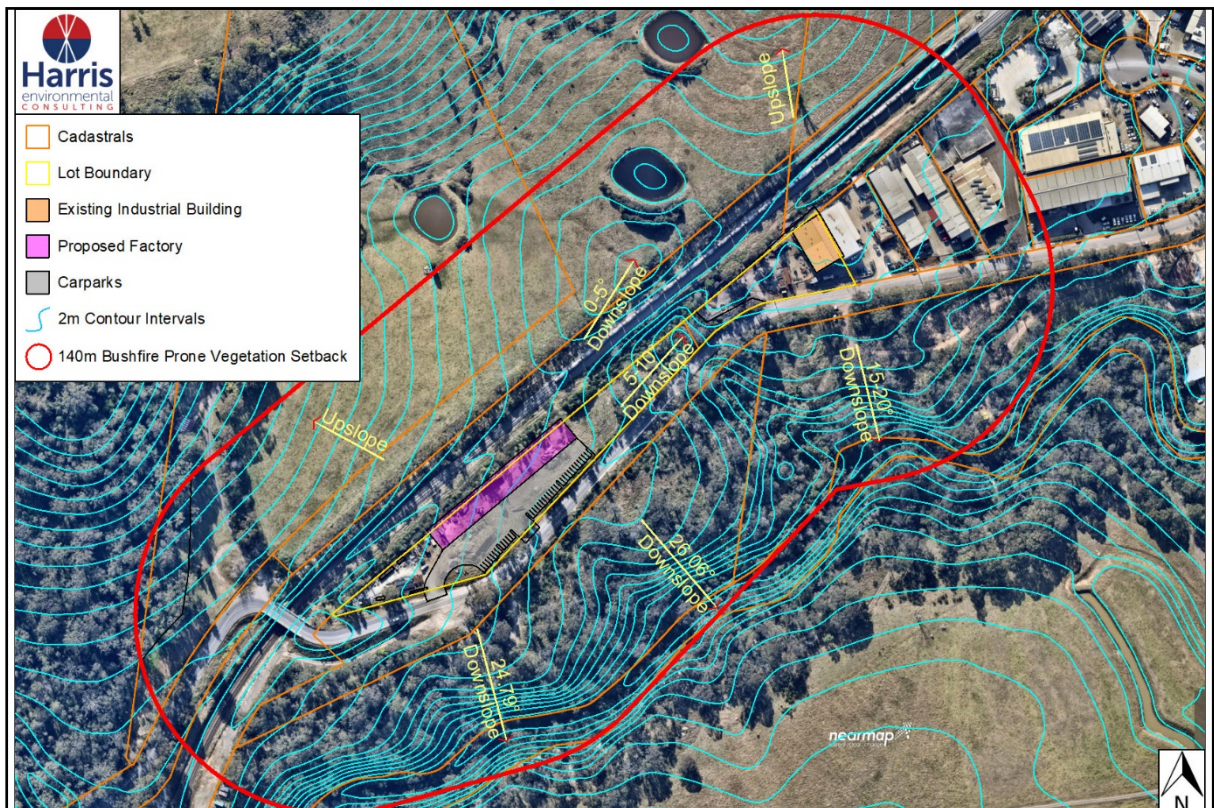 Harris
environmental
CONSULTING
Cadastrals
Lot Boundary
Existing Industrial Building
Proposed Factory
Carparks
2m Contour Intervals
140m Bushfire Prone Vegetation Setback
Upslope
0-5°
Downslope
5-10°
Downslope
15-20°
Downslope
Upslope
26.06°
Downslope
24.79°
Downslope
nearmap
N